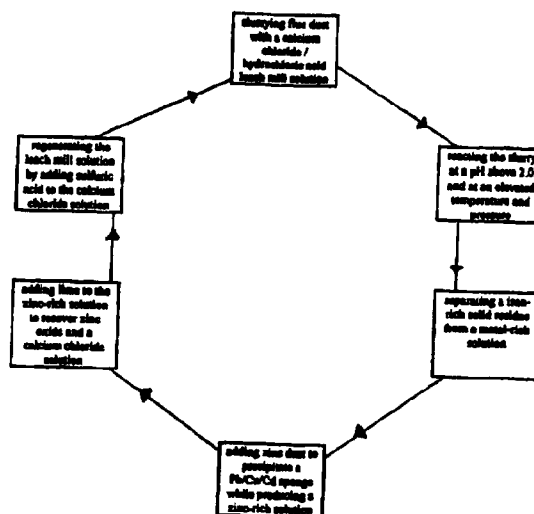 slurrying flue dust
with a calcium
chloride /
hydrochloric acid
leach mill solution
reacting the slurry
at a pH above 2.0
and at an elevated
temperature and
pressure
separating a iron-
rich solid residue
from a metal-rich
solution
adding zinc dust to
precipitate a
Pb/Cu/Cd sponge
while producing a
zinc-rich solution
adding lime to the
zinc-rich solution
to recover zinc
oxide and a
calcium chloride
solution
regenerating the
leach mill solution
by adding sulfuric
acid to the calcium
chloride solution